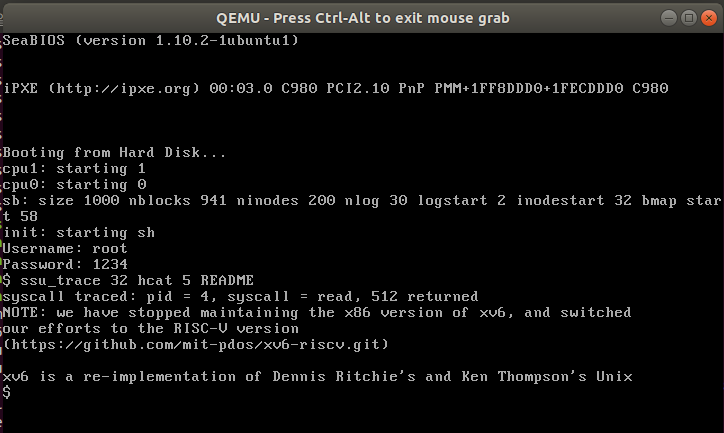 QEMU - Press Ctrl-Alt to exit mouse grab
SeaBIOS (version 1.10.2-1ubuntu1)
iPXE (http://ipxe.org) 00:03.0 C980 PCI2.10 PnP PMM+1FF8DDD0+1FECDDD0 C980
Booting from Hard Disk...
cpu1: starting 1
cpu0: starting 0
sb: size 1000 nblocks 941 ninodes 200 nlog 30 logstart 2 inodestart 32 bmap star
t 58
init: starting sh
Username: root
Password: 1234
$ ssu_trace 32 hcat 5 README
syscall traced: pid = 4, syscall = read, 512 returned
NOTE: we have stopped maintaining the x86 version of xv6, and switched
our efforts to the RISC-V version
(https://github.com/mit-pdos/xv6-riscv.git)
xv6 is a re-implementation of Dennis Ritchie's and Ken Thompson's Unix
$